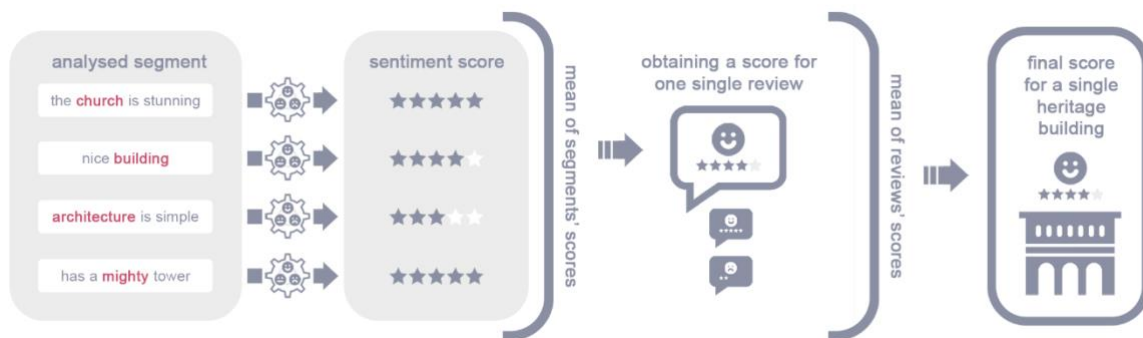 analysed segment
the church is stunning
nice building
architecture is simple
has a mighty tower
sentiment score
mean of segments' scores
obtaining a score for
one single review
mean of reviews' scores
final score
for a single
heritage
building